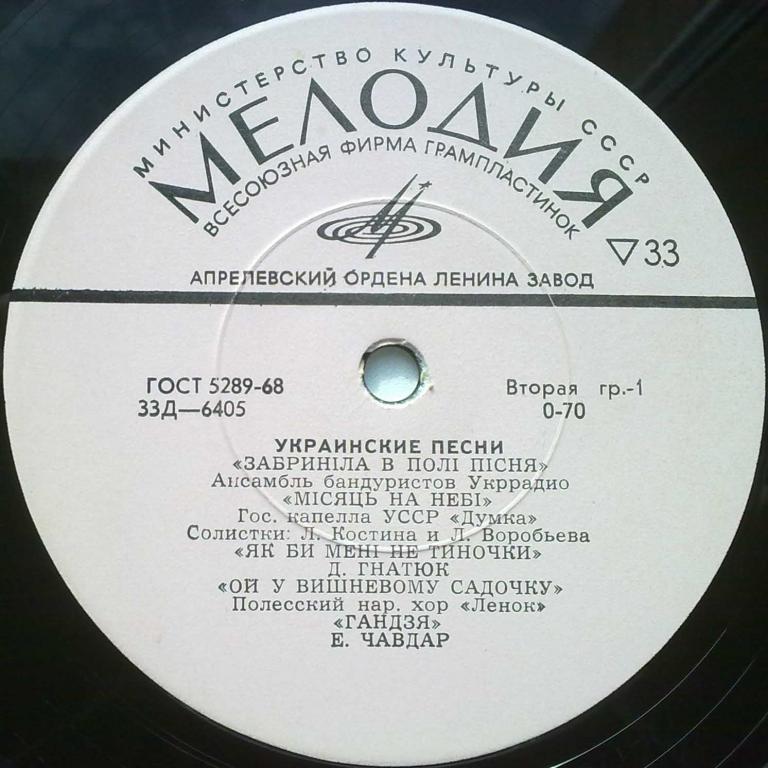 МИНИСТЕРСТВО КУЛЬТУРЫ СССР
МЕЛОДИЯ
ВСЕСОЮЗНАЯ ФИРМА ГРАМПЛАСТИНОК
▽33
АПРЕЛЕВСКИЙ ОРДЕНА ЛЕНИНА ЗАВОД
ГОСТ 5289-68 Вторая гр.-1
33Д—6405 0-70
УКРАИНСКИЕ ПЕСНИ
«ЗАБРИНІЛА В ПОЛІ ПІСНЯ»
Ансамбль бандуристов Укррадио
«МІСЯЦЬ НА НЕБІ»
Гос. капелла УССР «Думка»
Солистки: Л. Костина и Л. Воробьева
«ЯК БИ МЕНІ НЕ ТИНОЧКИ»
Д. ГНАТЮК
«ОЙ У ВИШНЕВОМУ САДОЧКУ»
Полесский нар. хор «Ленок»
«ГАНДЗЯ»
Е. ЧАВДАР